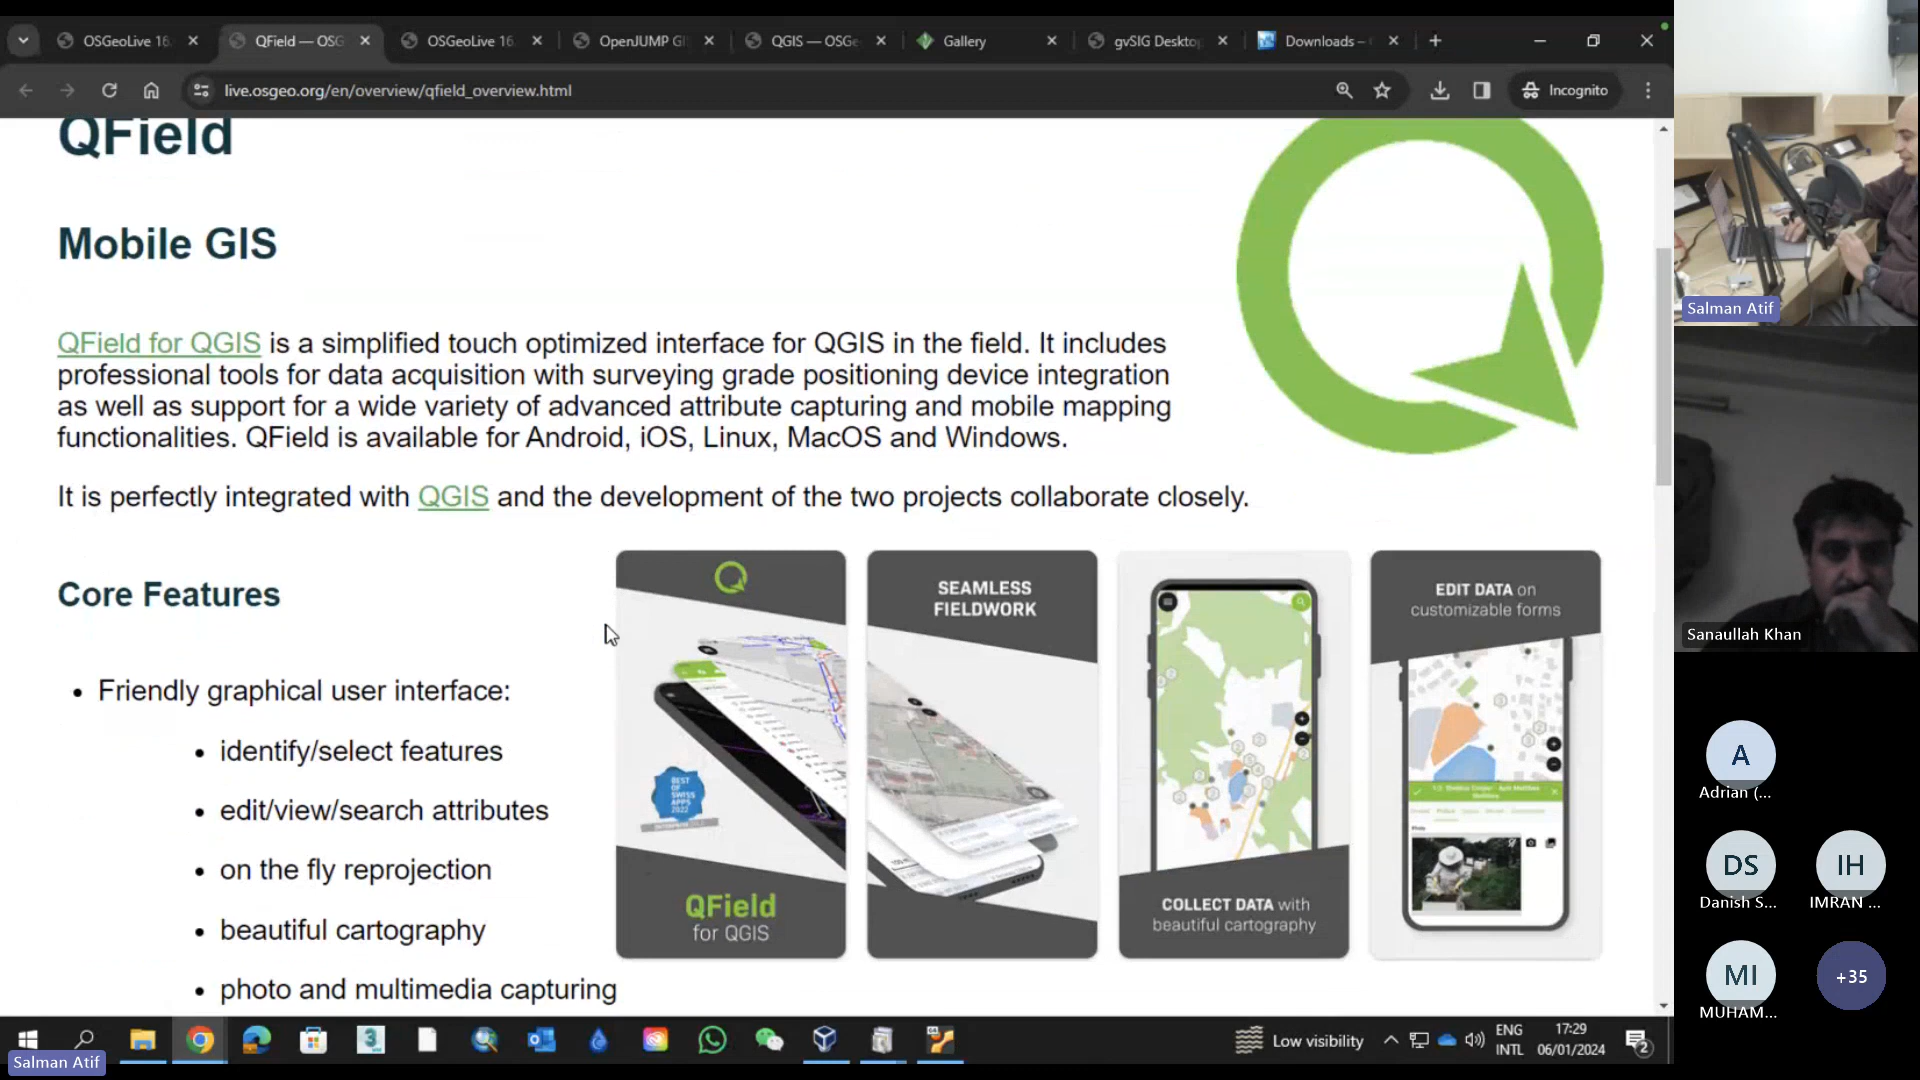 OSGeoLive 16.
QField — OSG
OSGeoLive 16
OpenJUMP GI
QGIS — OSGe
Gallery
gvSIG Deskto
Downloads –
live.osgeo.org/en/overview/qfield_overview.html
Incognito
QField
Mobile GIS
QField for QGIS is a simplified touch optimized interface for QGIS in the field. It includes
professional tools for data acquisition with surveying grade positioning device integration
as well as support for a wide variety of advanced attribute capturing and mobile mapping
functionalities. QField is available for Android, iOS, Linux, MacOS and Windows.
It is perfectly integrated with QGIS and the development of the two projects collaborate closely.
Core Features
Friendly graphical user interface:
identify/select features
edit/view/search attributes
on the fly reprojection
beautiful cartography
photo and multimedia capturing
BEST
OF
SWISS
APPS
2022
QField
for QGIS
SEAMLESS
FIELDWORK
COLLECT DATA with
beautiful cartography
EDIT DATA on
customizable forms
Salman Atif
Sanaullah Khan
A
Adrian (...
DS
Danish S...
IH
IMRAN ...
MI
MUHAM...
+35
Low visibility
ENG
INTL
17:29
06/01/2024
2
Salman Atif